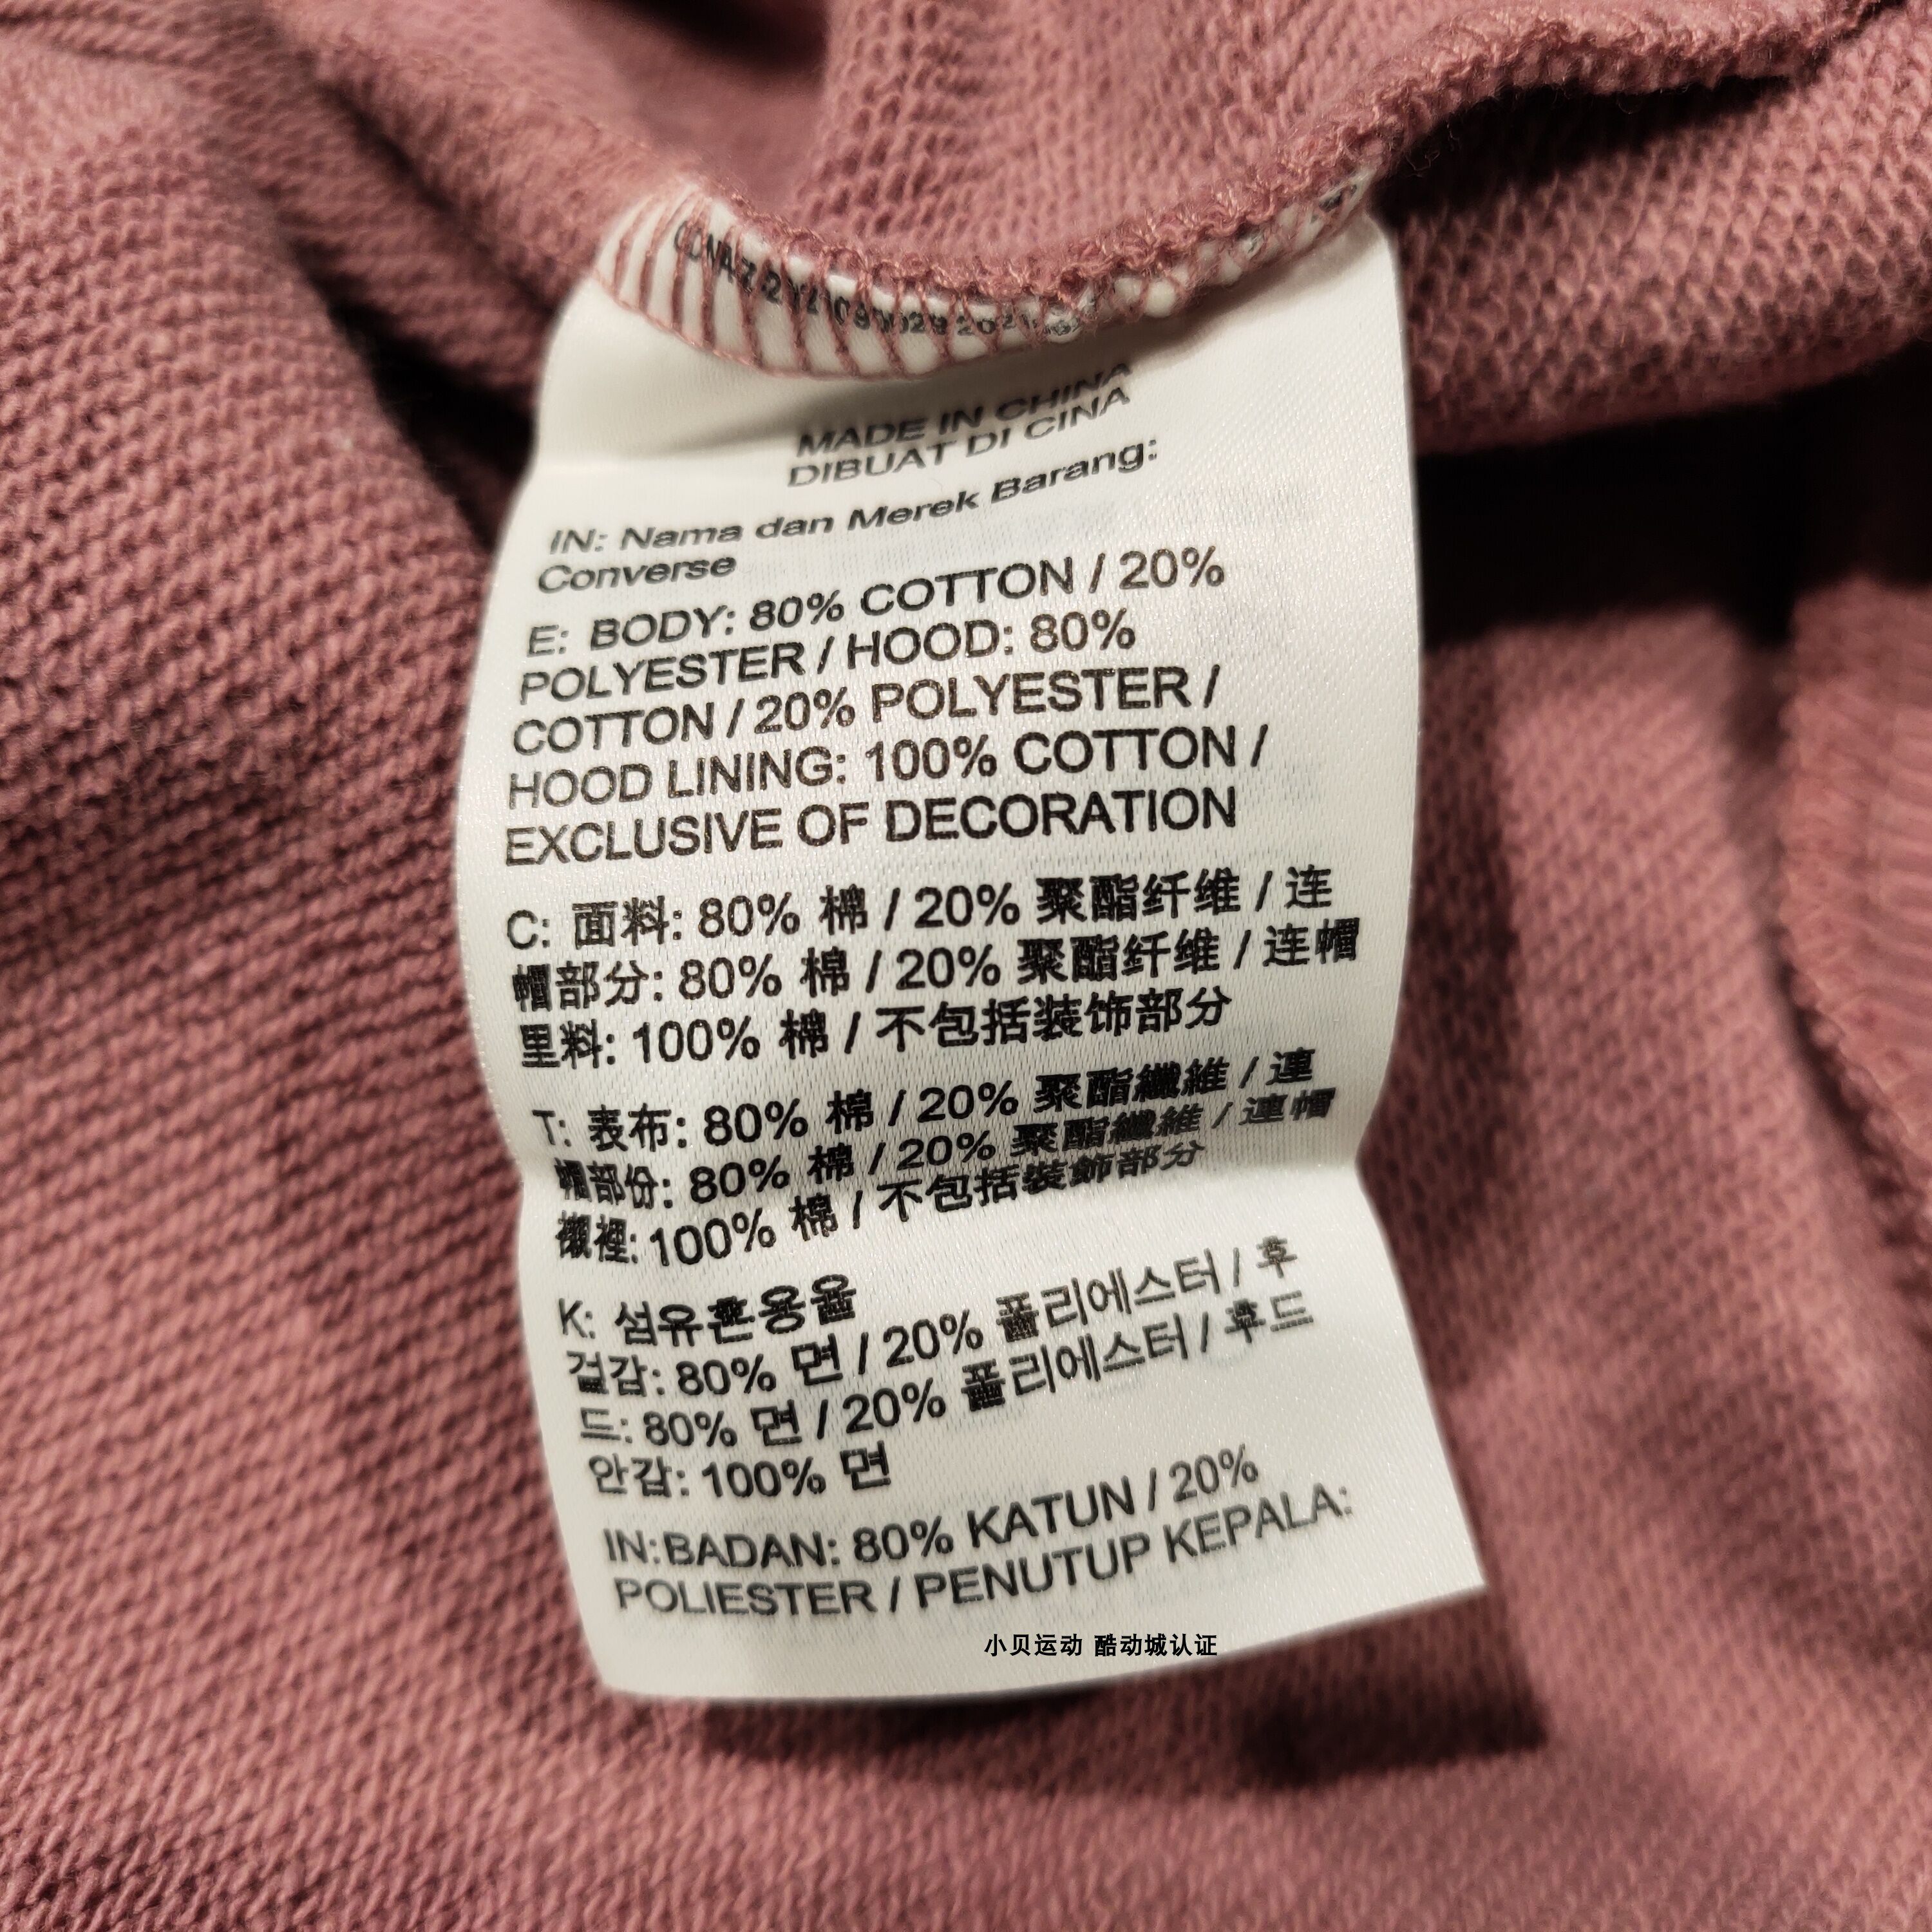 MADE IN CHINA
DIBUAT DI CINA
IN: Nama dan Merek Barang:
Converse
E: BODY: 80% COTTON / 20%
POLYESTER / HOOD: 80%
COTTON / 20% POLYESTER /
HOOD LINING: 100% COTTON /
EXCLUSIVE OF DECORATION
C: 面料: 80% 棉 / 20% 聚酯纤维 / 连
帽部分: 80% 棉 / 20% 聚酯纤维 / 连帽
里料: 100% 棉 / 不包括装饰部分
T: 表布: 80% 棉 / 20% 聚酯纖維 / 連
帽部份: 80% 棉 / 20% 聚酯纖維 / 連帽
襯裡: 100% 棉 / 不包括裝飾部分
K: 섬유혼용율
겉감: 80% 면 / 20% 폴리에스터 / 후
드: 80% 면 / 20% 폴리에스터 / 후드
안감: 100% 면
IN:BADAN: 80% KATUN / 20%
POLIESTER / PENUTUP KEPALA:
小贝运动 酷动城认证